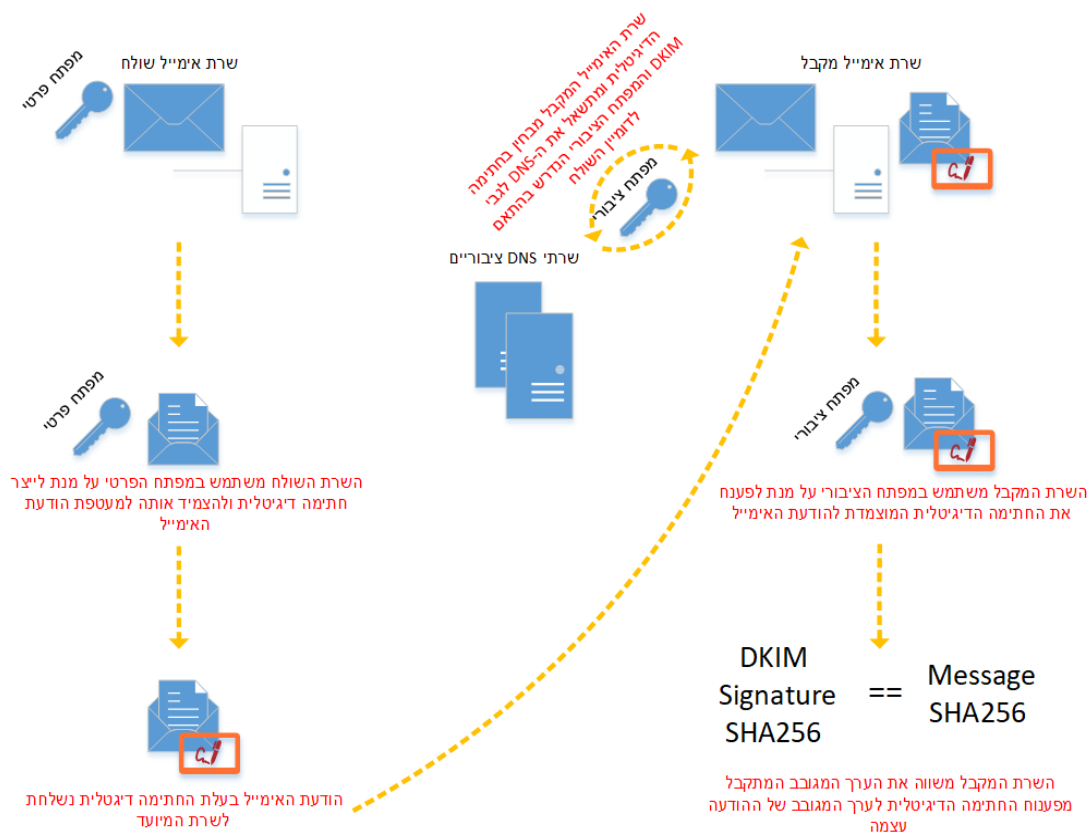 שרת אימייל שולח
מפתח פרטי
שרת האימייל המקבל מבחין בחתימה
הדיגיטלית ומתשאל את ה-DNS לגבי
DKIM והמפתח הציבורי הנדרש בהתאם
לדומיין השולח
מפתח ציבורי
שרתי DNS ציבוריים
שרת אימייל מקבל
מפתח פרטי
השרת השולח משתמש במפתח הפרטי על מנת לייצר
חתימה דיגיטלית ולהצמיד אותה למעטפת הודעת
האימייל
מפתח ציבורי
השרת המקבל משתמש במפתח הציבורי על מנת לפענח
את החתימה הדיגיטלית המוצמדת להודעת האימייל
הודעת האימייל בעלת החתימה דיגטלית נשלחת
לשרת המיועד
DKIM
Signature
SHA256
==
Message
SHA256
השרת המקבל משווה את הערך המגובב המתקבל
מפענוח החתימה הדיגיטלית לערך המגובב של ההודעה
עצמה